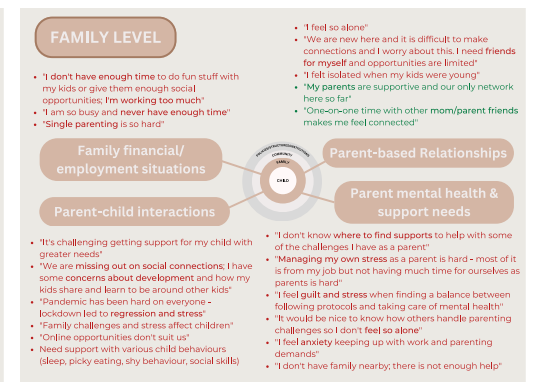 FAMILY LEVEL
• "I don't have enough time to do fun stuff with
my kids or give them enough social
opportunities; I'm working too much"
• "I am so busy and never have enough time"
• "Single parenting is so hard"
• "I feel so alone"
• "We are new here and it is difficult to make
connections and I worry about this. I need friends
for myself and opportunities are limited"
• "I felt isolated when my kids were young"
• "My parents are supportive and our only network
here so far"
• "One-on-one time with other mom/parent friends
makes me feel connected"
Family financial/
employment situations
Parent-based Relationships
COMMUNITY
FAMILY
CHILD
Parent-child interactions
Parent mental health &
support needs
• "It's challenging getting support for my child with
greater needs"
• "We are missing out on social connections; I have
some concerns about development and how my
kids share and learn to be around other kids"
• "Pandemic has been hard on everyone -
lockdown led to regression and stress"
• "Family challenges and stress affect children"
• "Online opportunities don't suit us"
• Need support with various child behaviours
(sleep, picky eating, shy behaviour, social skills)
• "I don't know where to find supports to help with some
of the challenges I have as a parent"
• "Managing my own stress as a parent is hard - most of it
is from my job but not having much time for ourselves as
parents is hard"
• "I feel guilt and stress when finding a balance between
following protocols and taking care of mental health"
• "It would be nice to know how others handle parenting
challenges so I don't feel so alone"
• "I feel anxiety keeping up with work and parenting
demands"
• "I don't have family nearby; there is not enough help"